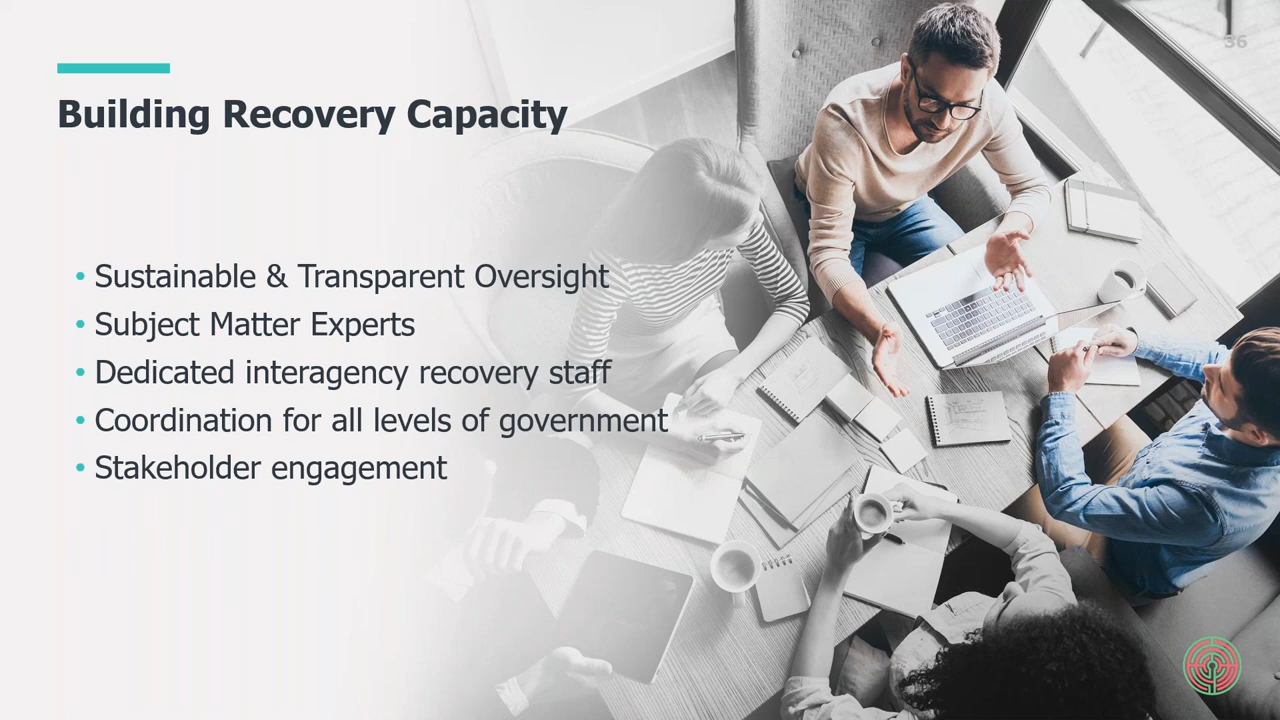 36
Building Recovery Capacity
• Sustainable & Transparent Oversight
• Subject Matter Experts
• Dedicated interagency recovery staff
• Coordination for all levels of government
• Stakeholder engagement